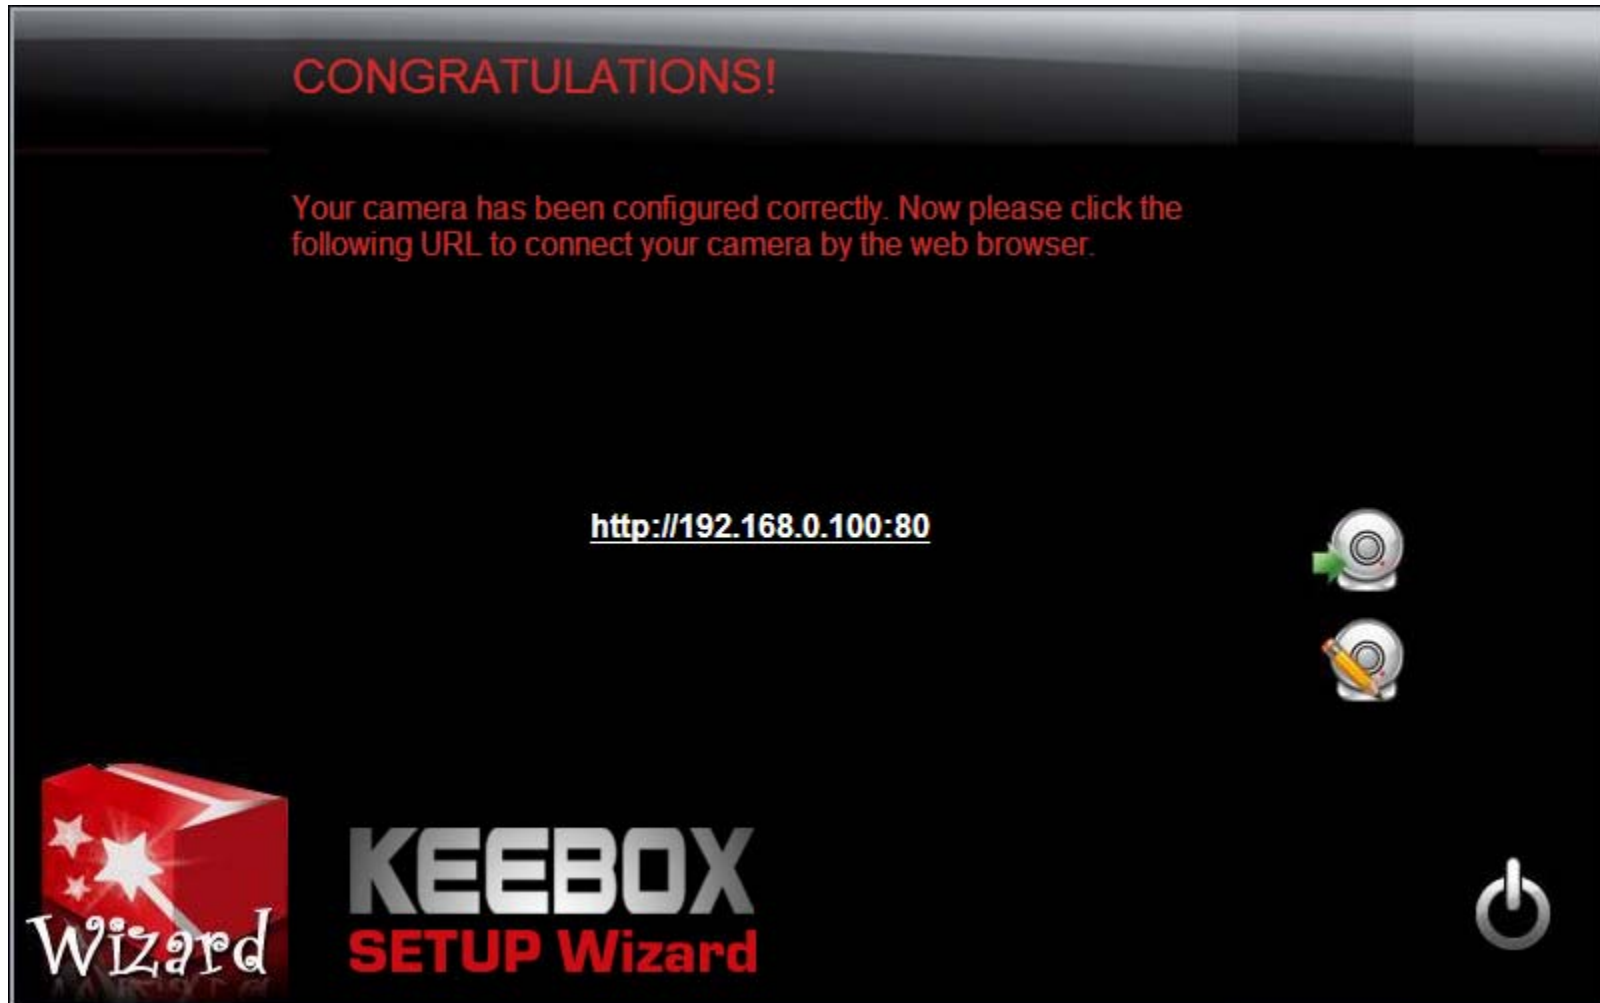 CONGRATULATIONS!
Your camera has been configured correctly. Now please click the
following URL to connect your camera by the web browser.
http://192.168.0.100:80
Wizard
KEEBOX
SETUP Wizard